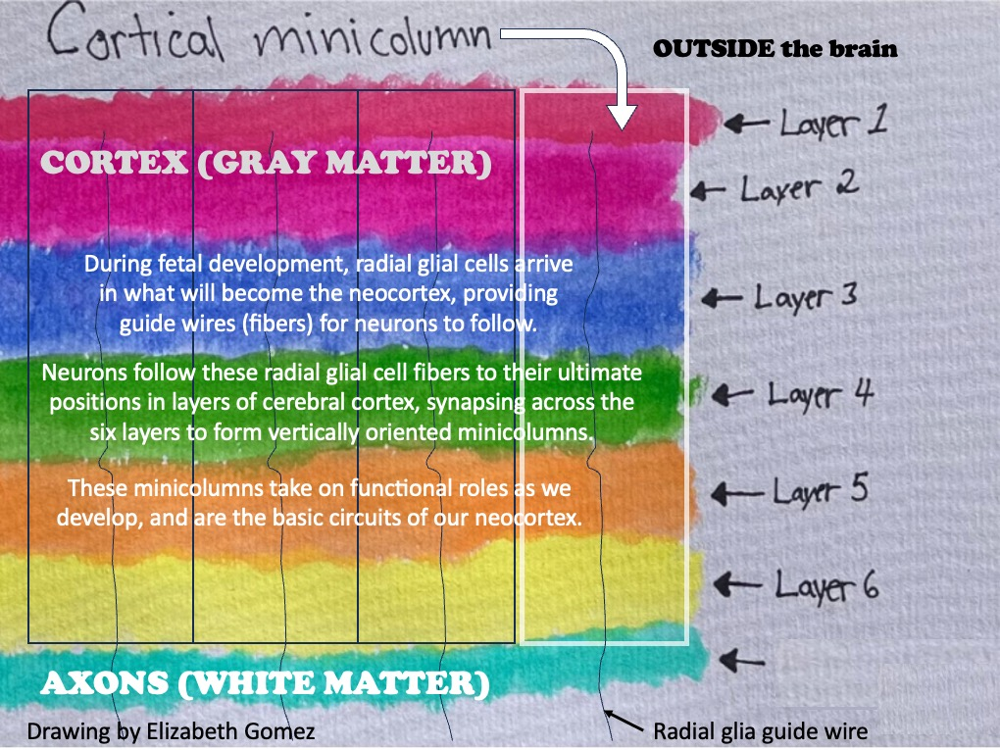 Cortical minicolumn
OUTSIDE the brain
Layer 1
CORTEX (GRAY MATTER)
Layer 2
During fetal development, radial glial cells arrive
in what will become the neocortex, providing
guide wires (fibers) for neurons to follow.
Layer 3
Neurons follow these radial glial cell fibers to their ultimate
positions in layers of cerebral cortex, synapsing across the
six layers to form vertically oriented minicolumns.
Layer 4
These minicolumns take on functional roles as we
develop, and are the basic circuits of our neocortex.
Layer 5
Layer 6
AXONS (WHITE MATTER)
Drawing by Elizabeth Gomez
Radial glia guide wire